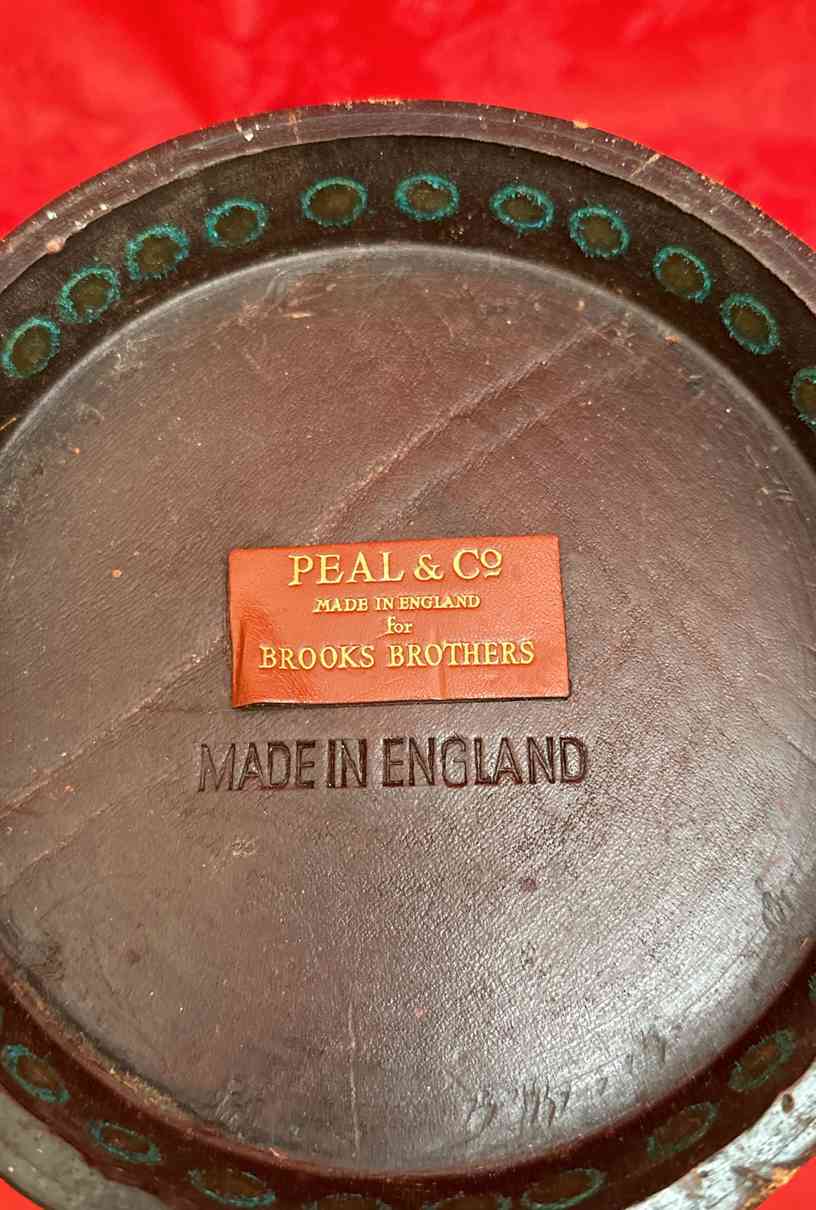 PEAL & Cº
MADE IN ENGLAND
for
BROOKS BROTHERS
MADE IN ENGLAND